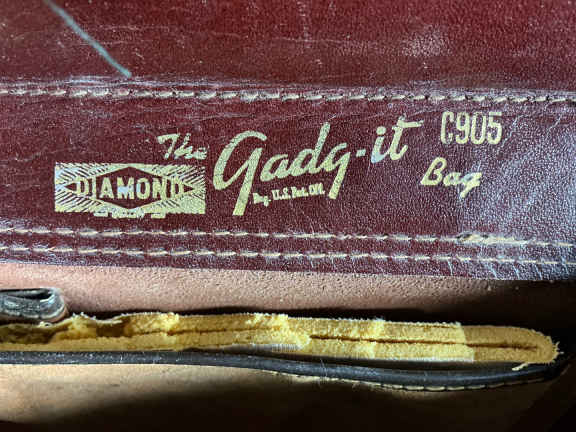 The Gadg-it C905
DIAMOND
Reg. U.S. Pat. Off.
Bag